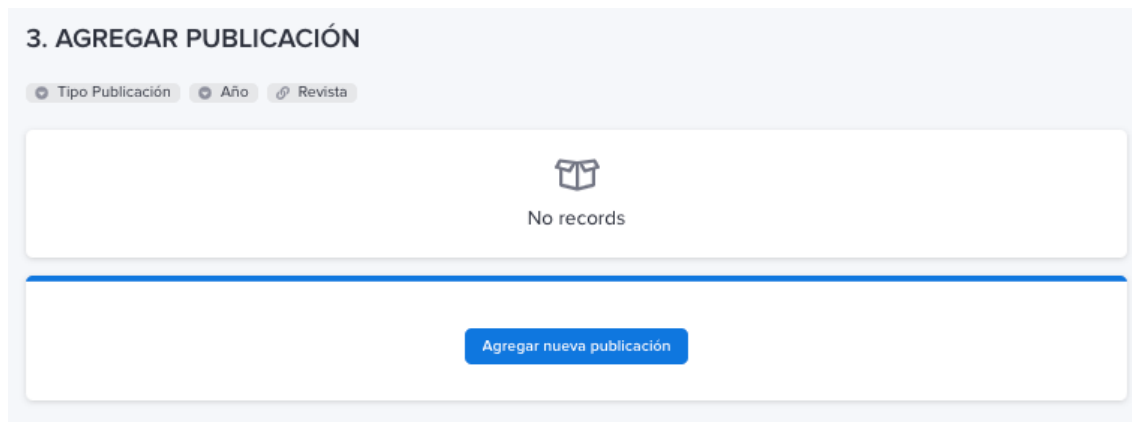 3. AGREGAR PUBLICACIÓN
Tipo Publicación Año Revista
No records
Agregar nueva publicación